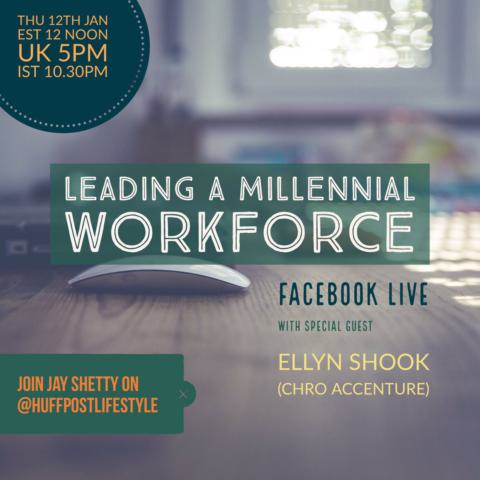 THU 12TH JAN
EST 12 NOON
UK 5PM
IST 10.30PM
LEADING A MILLENNIAL
WORKFORCE
FACEBOOK LIVE
WITH SPECIAL GUEST
ELLYN SHOOK
(CHRO ACCENTURE)
JOIN JAY SHETTY ON
@HUFFPOSTLIFESTYLE